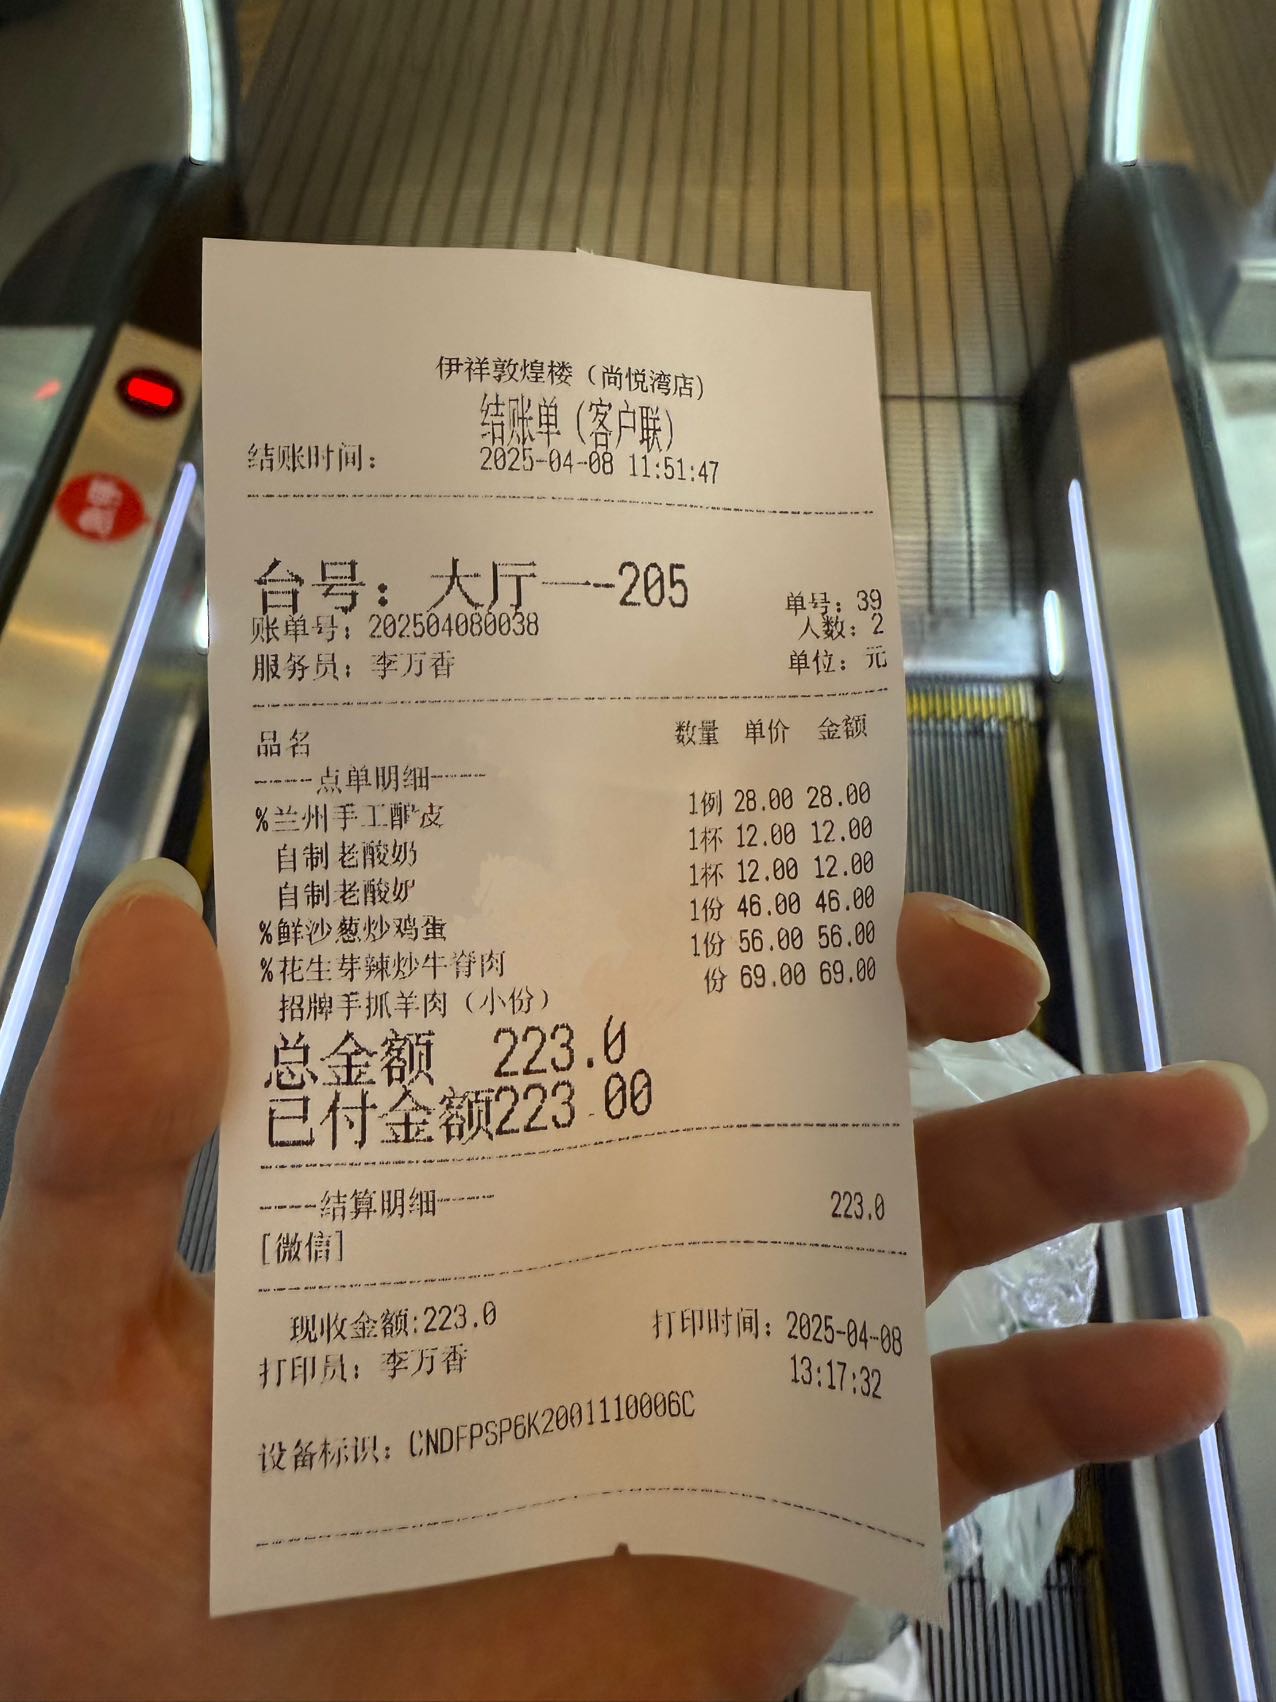 伊祥敦煌楼（尚悦湾店）
结账单（客户联）
结账时间： 2025-04-08 11:51:47
台号：大厅一-205
单号：39
账单号：202504080038 人数：2
服务员：李万香 单位：元
品名 数量 单价 金额
----点单明细----
%兰州手工酿皮 1例 28.00 28.00
自制老酸奶 1杯 12.00 12.00
自制老酸奶 1杯 12.00 12.00
%鲜沙葱炒鸡蛋 1份 46.00 46.00
%花生芽辣炒牛脊肉 1份 56.00 56.00
招牌手抓羊肉（小份） 份 69.00 69.00
总金额 223.0
已付金额223.00
----结算明细----
[微信] 223.0
现收金额:223.0 打印时间：2025-04-08
打印员：李万香 13:17:32
设备标识：CNDFPSP6K2001110006C